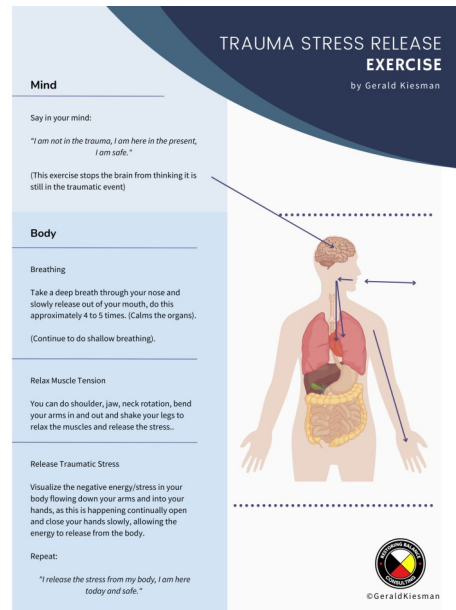 TRAUMA STRESS RELEASE
EXERCISE
by Gerald Kiesman
Mind
Say in your mind:
"I am not in the trauma, I am here in the present,
I am safe."
(This exercise stops the brain from thinking it is
still in the traumatic event)
Body
Breathing
Take a deep breath through your nose and
slowly release out of your mouth, do this
approximately 4 to 5 times. (Calms the organs).
(Continue to do shallow breathing).
Relax Muscle Tension
You can do shoulder, jaw, neck rotation, bend
your arms in and out and shake your legs to
relax the muscles and release the stress..
Release Traumatic Stress
Visualize the negative energy/stress in your
body flowing down your arms and into your
hands, as this is happening continually open
and close your hands slowly, allowing the
energy to release from the body.
Repeat:
"I release the stress from my body, I am here
today and safe."
RESTORING BALANCE
CONSULTING
©GeraldKiesman